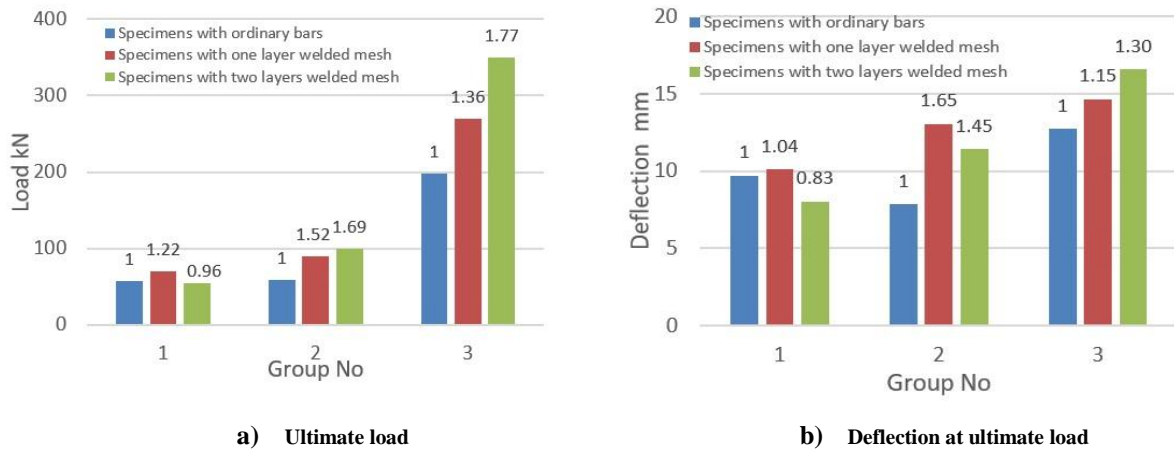 400
300
200
100
0
Load kN
Specimens with ordinary bars
Specimens with one layer welded mesh
Specimens with two layers welded mesh
1 1.22 0.96
1 1.52 1.69
1 1.36 1.77
1 2 3
Group No
a) Ultimate load
20
15
10
5
0
Deflection mm
Specimens with ordinary bars
Specimens with one layer welded mesh
Specimens with two layers welded mesh
1 1.04 0.83
1 1.65 1.45
1 1.15 1.30
1 2 3
Group No
b) Deflection at ultimate load